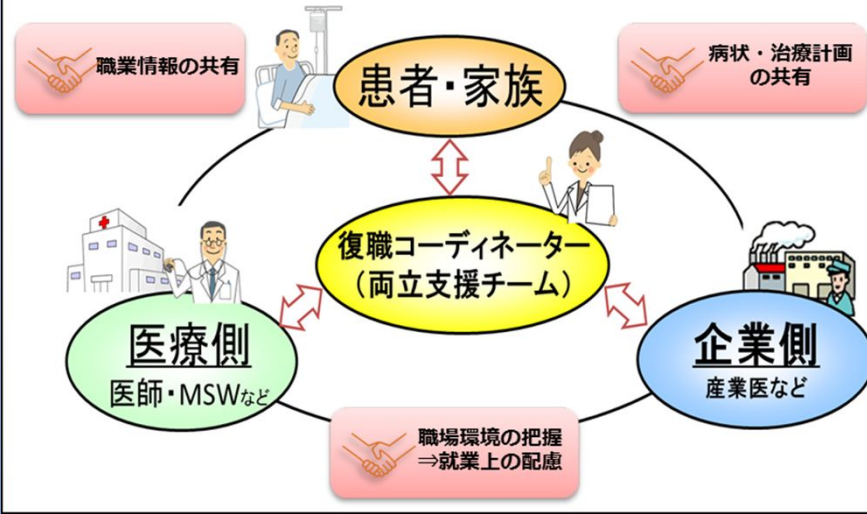 職業情報の共有
病状・治療計画
の共有
患者・家族
復職コーディネーター
（両立支援チーム）
医療側
医師・MSWなど
企業側
産業医など
職場環境の把握
⇒就業上の配慮